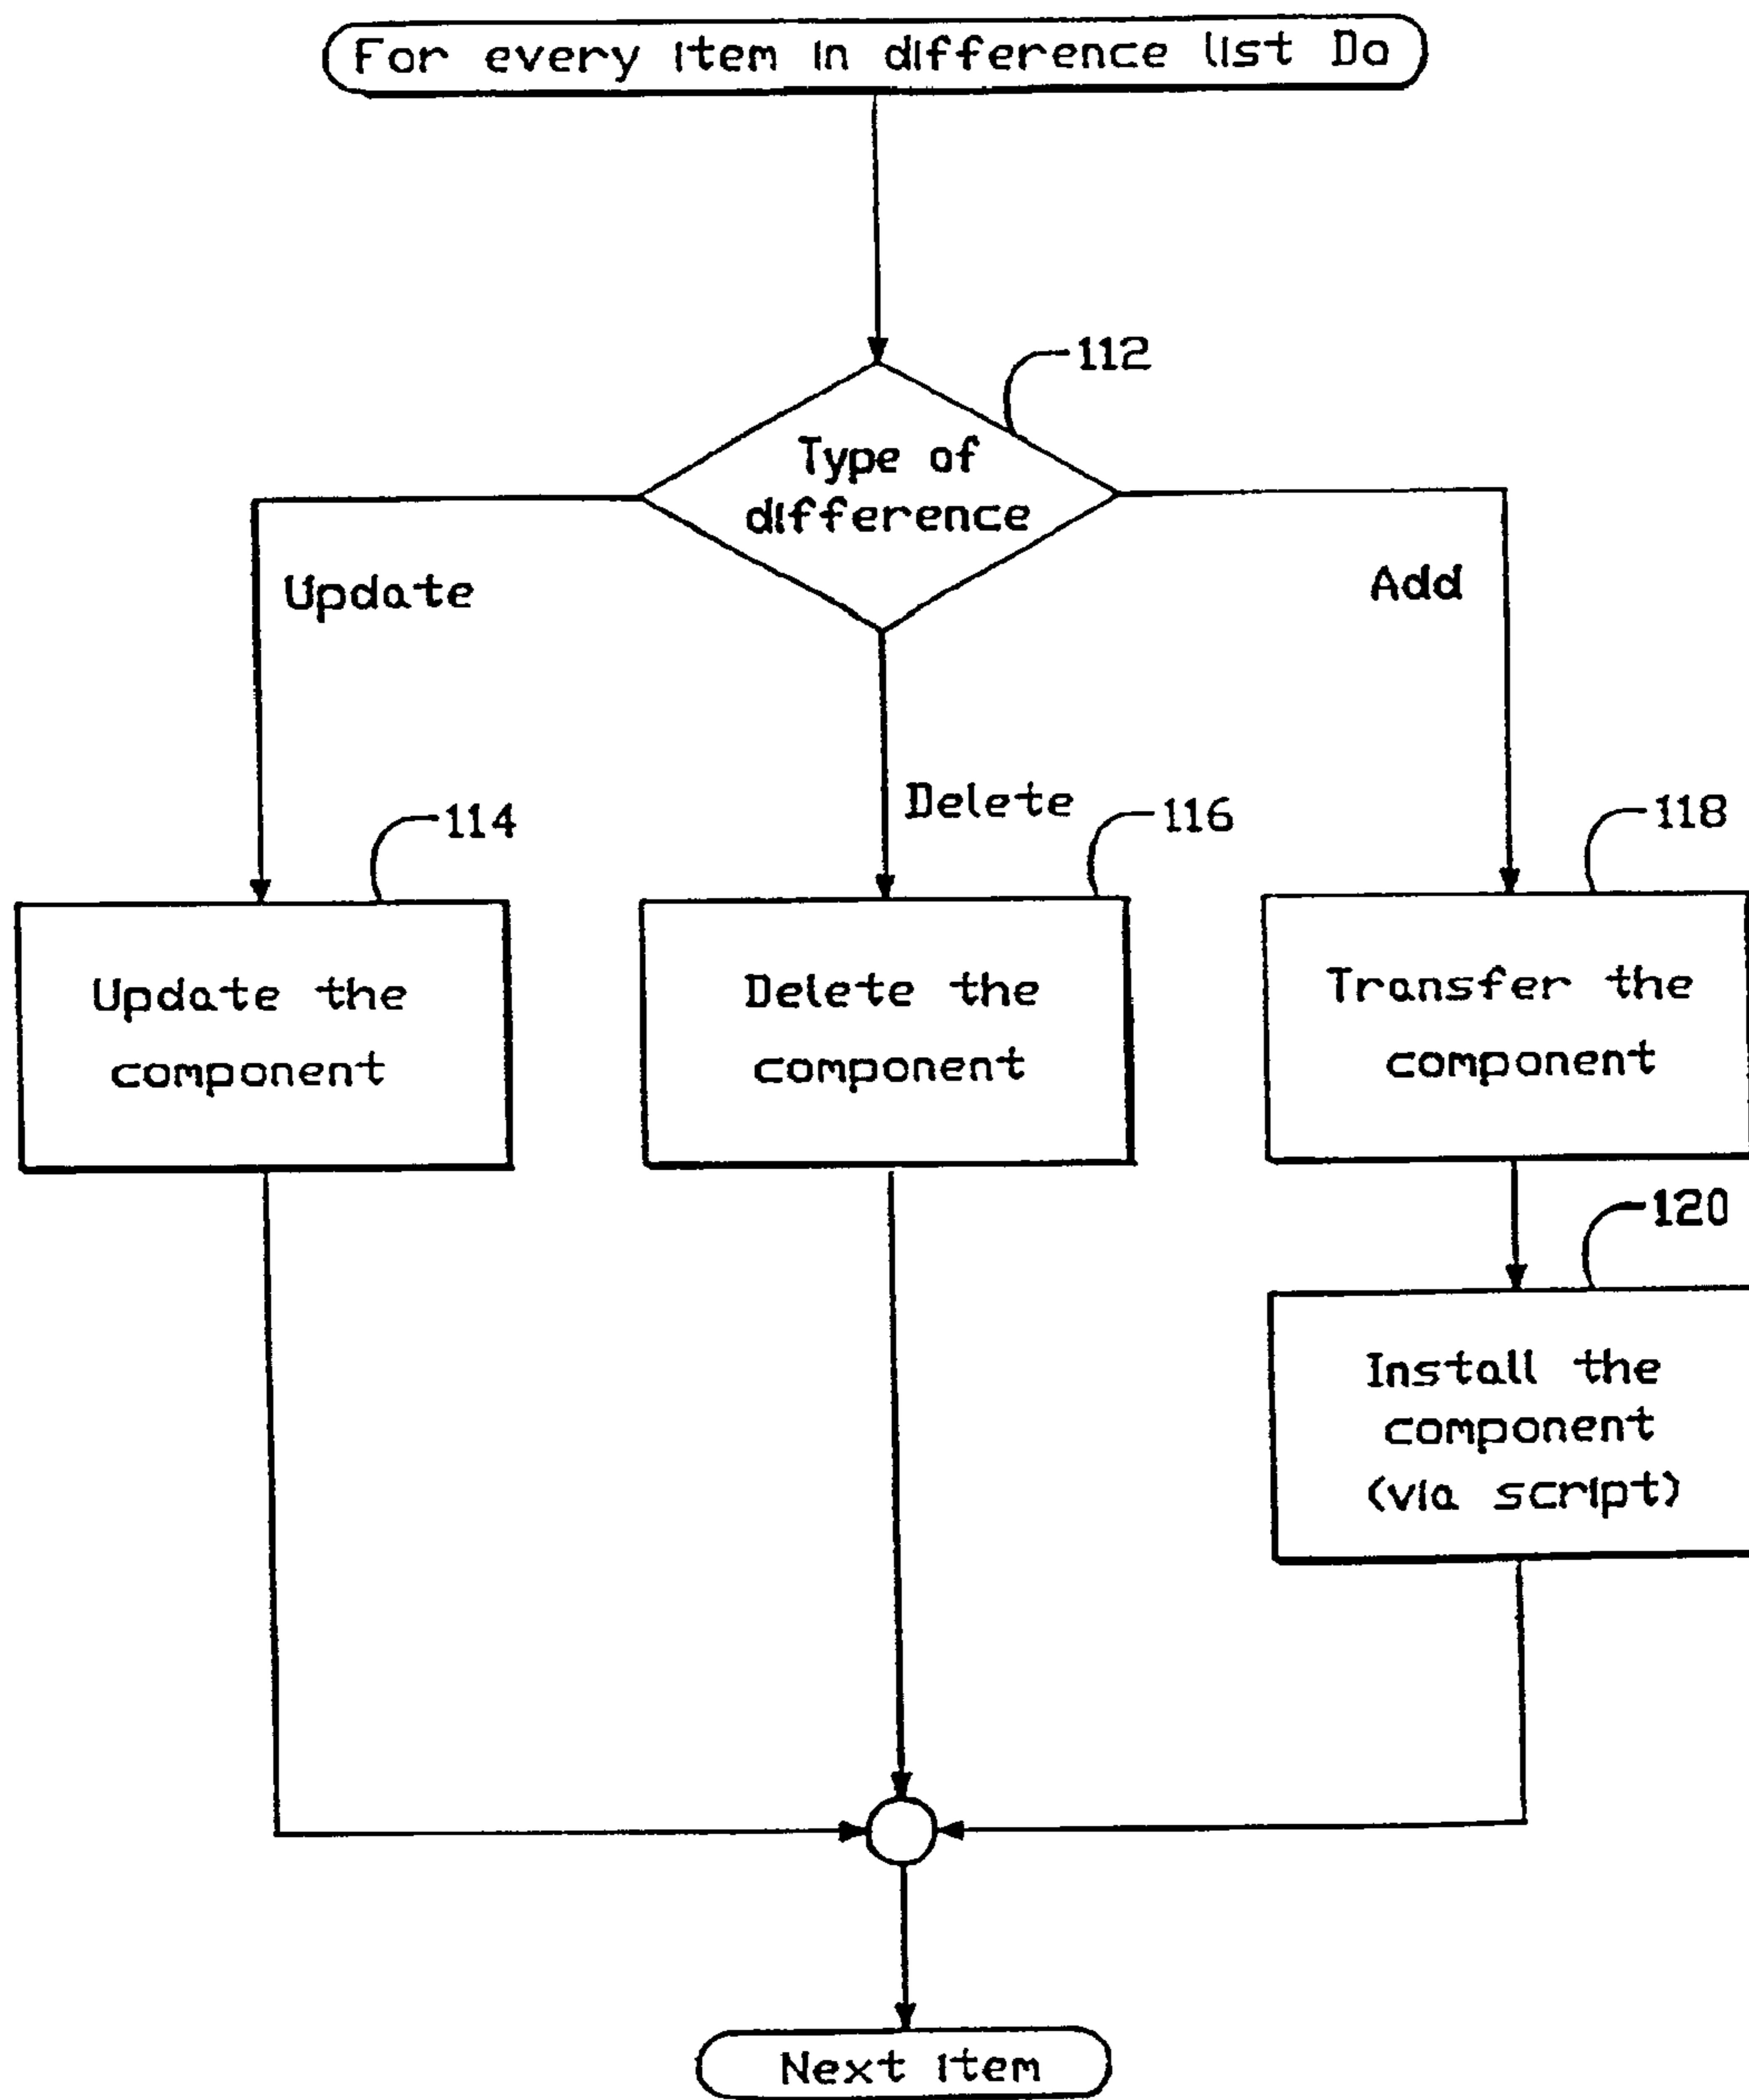 For every item in difference list Do
112
Type of
difference
Update
Add
Delete
114
116
118
Update the
component
Delete the
component
Transfer the
component
120
Install the
component
(via script)
Next item